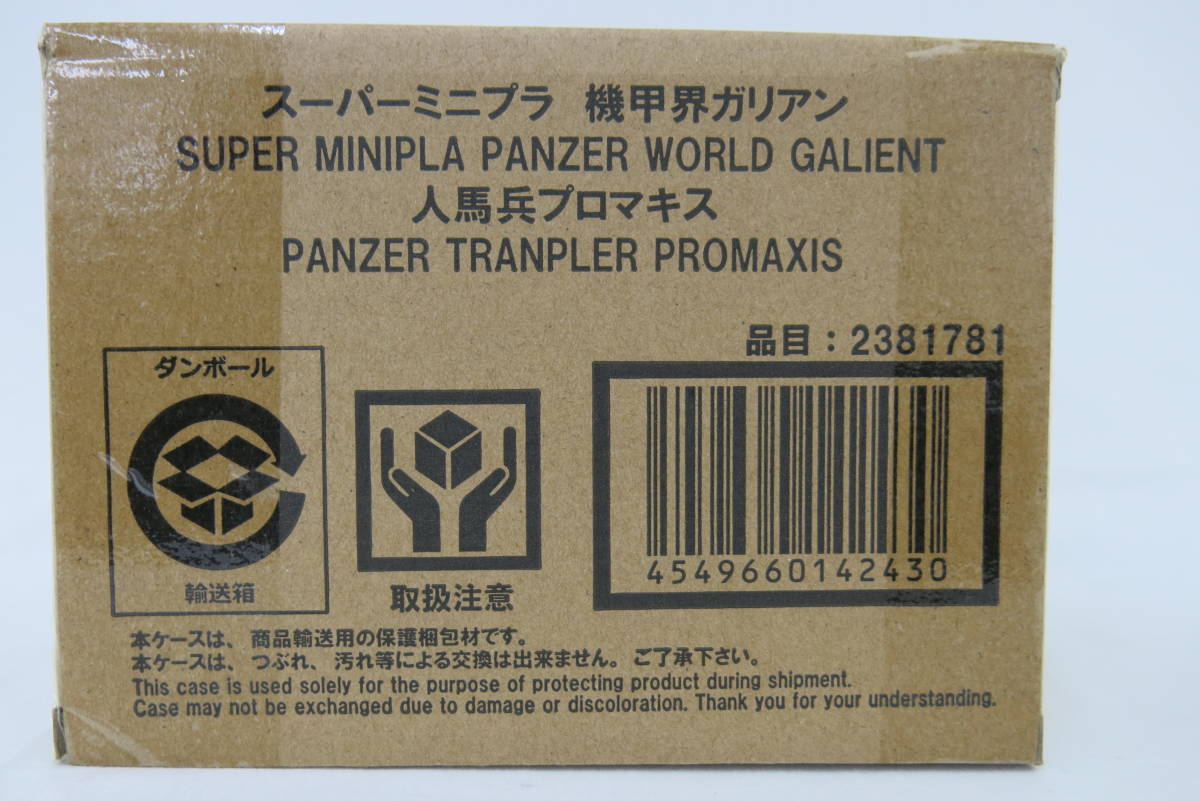 スーパーミニプラ 機甲界ガリアン
SUPER MINIPLA PANZER WORLD GALIENT
人馬兵プロマキス
PANZER TRANPLER PROMAXIS
品目：2381781
ダンボール
輸送箱
取扱注意
4549660142430
本ケースは、商品輸送用の保護梱包材です。
本ケースは、つぶれ、汚れ等による交換は出来ません。ご了承下さい。
This case is used solely for the purpose of protecting product during shipment.
Case may not be exchanged due to damage or discoloration. Thank you for your understanding.